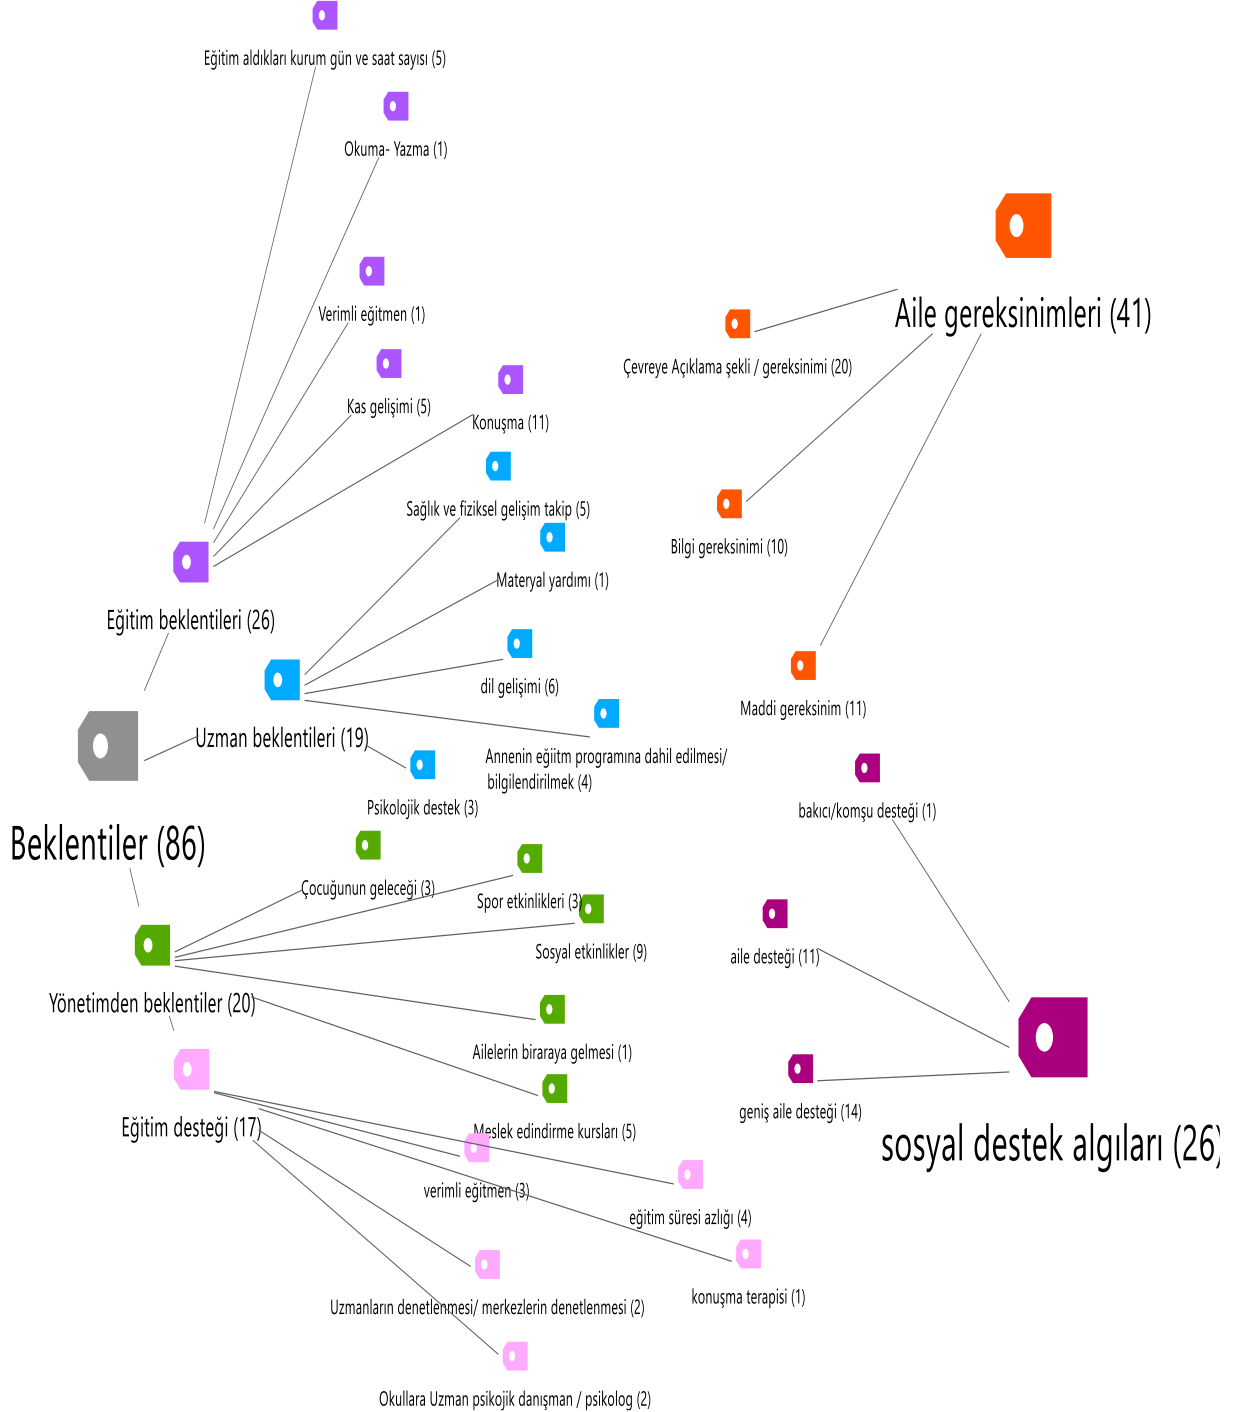 Eğitim aldıkları kurum gün ve saat sayısı (5)
Okuma- Yazma (1)
Verimli eğitmen (1)
Kas gelişimi (5)
Konuşma (11)
Sağlık ve fiziksel gelişim takip (5)
Materyal yardımı (1)
Eğitim beklentileri (26)
dil gelişimi (6)
Uzman beklentileri (19)
Annenin eğiitm programına dahil edilmesi/
bilgilendirilmek (4)
Psikolojik destek (3)
Beklentiler (86)
Çocuğunun geleceği (3)
Spor etkinlikleri (3)
Sosyal etkinlikler (9)
Yönetimden beklentiler (20)
Ailelerin biraraya gelmesi (1)
Eğitim desteği (17)
Meslek edindirme kursları (5)
verimli eğitmen (3)
eğitim süresi azlığı (4)
konuşma terapisi (1)
Uzmanların denetlenmesi/ merkezlerin denetlenmesi (2)
Okullara Uzman psikojik danışman / psikolog (2)
Aile gereksinimleri (41)
Çevreye Açıklama şekli / gereksinimi (20)
Bilgi gereksinimi (10)
Maddi gereksinim (11)
bakıcı/komşu desteği (1)
aile desteği (11)
geniş aile desteği (14)
sosyal destek algıları (26)